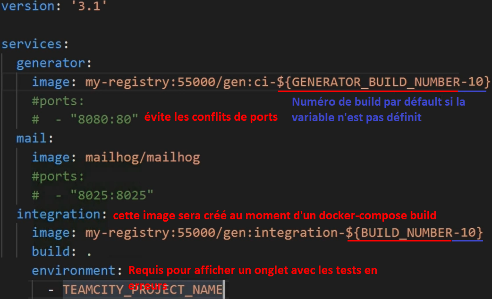 version: '3.1'
services:
generator:
image: my-registry:55000/gen:ci-${GENERATOR_BUILD_NUMBER-10}
#ports:
# - "8080:80" évite les conflits de ports
Numéro de build par défault si la
variable n'est pas définit
mail:
image: mailhog/mailhog
#ports:
# - "8025:8025"
integration: cette image sera créé au moment d'un docker-compose build
image: my-registry:55000/gen:integration-${BUILD_NUMBER-10}
build: .
environment: Requis pour afficher un onglet avec les tests en
- TEAMCITY_PROJECT_NAME